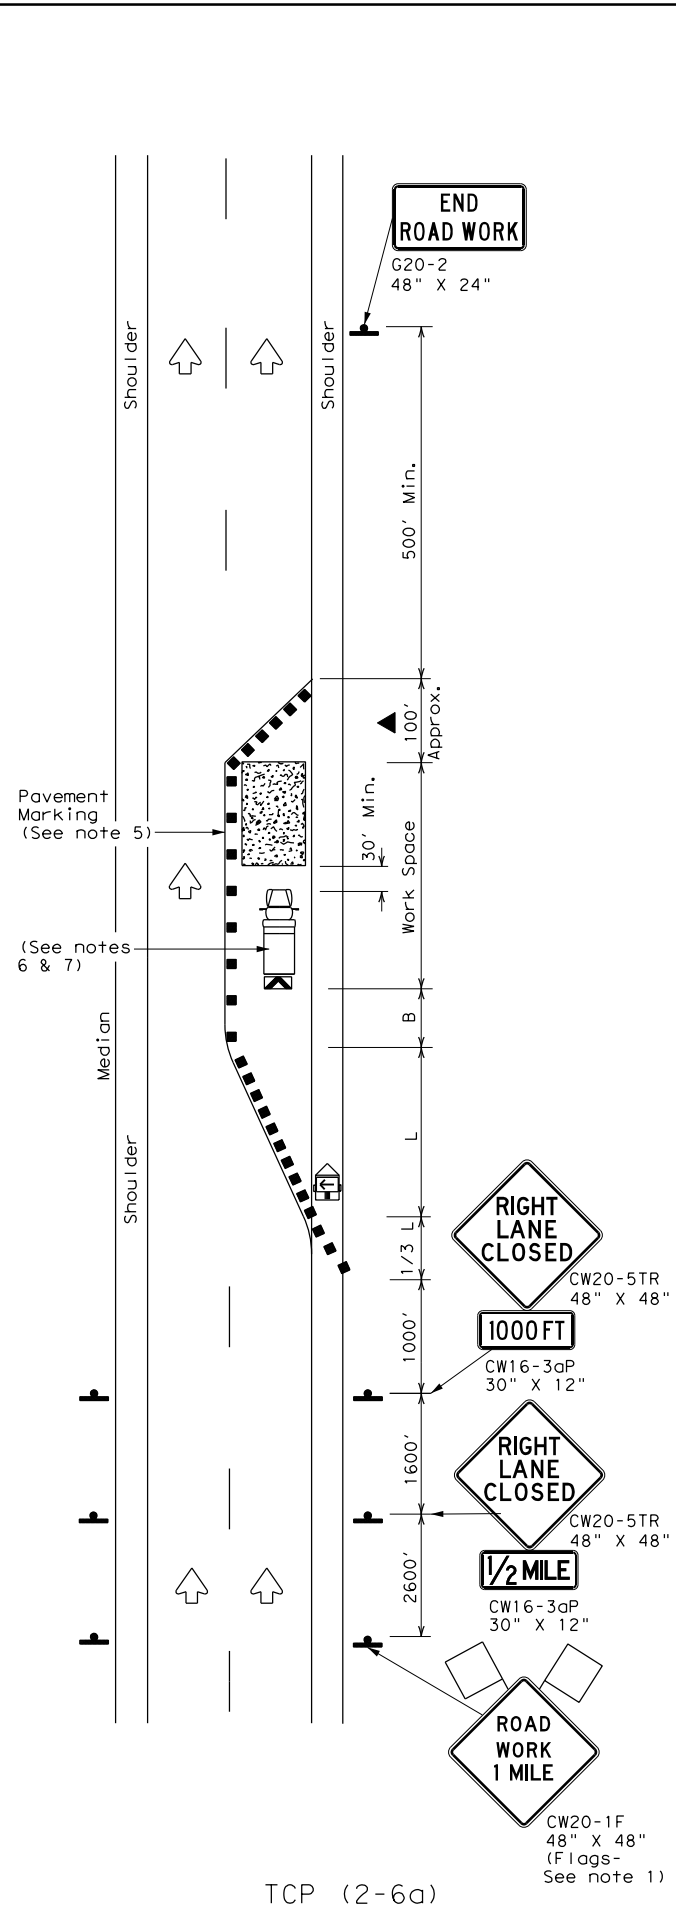 END
ROAD WORK
G20-2
48" X 24"
Shoulder
Shoulder
500' Min.
100'
Approx.
30' Min.
Work Space
Pavement
Marking
(See note 5)
(See notes
6 & 7)
B
Median
L
Shoulder
1/3 L
RIGHT
LANE
CLOSED
CW20-5TR
48" X 48"
1000 FT
CW16-3aP
30" X 12"
1000'
RIGHT
LANE
CLOSED
CW20-5TR
48" X 48"
1/2 MILE
CW16-3aP
30" X 12"
1600'
2600'
ROAD
WORK
1 MILE
CW20-1F
48" X 48"
(Flags-
See note 1)
TCP (2-6a)